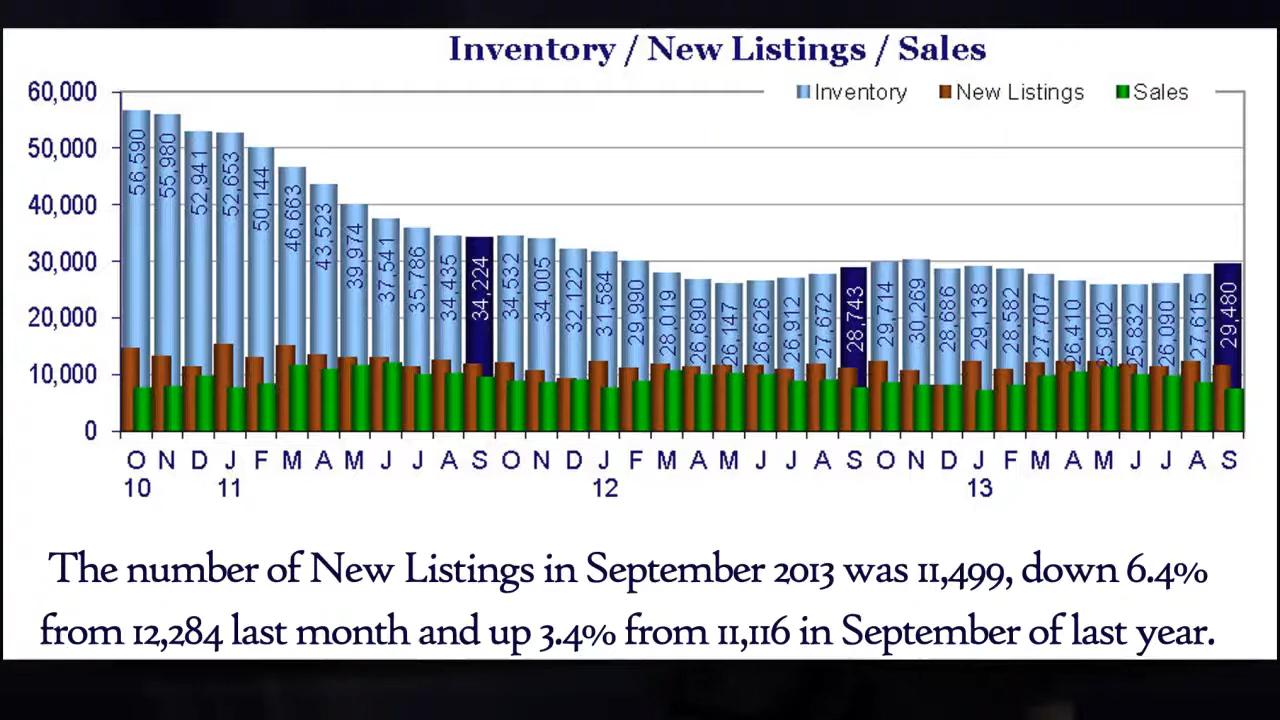 Inventory / New Listings / Sales
Inventory New Listings Sales
60,000
50,000
40,000
30,000
20,000
10,000
0
56,590 55,980 52,941 52,653 50,144 46,663 43,523 39,974 37,541 35,786 34,435 34,224 34,532 34,005 32,122 31,584 29,990 28,019 26,690 26,147 26,626 26,912 27,672 28,743 29,714 30,269 28,686 29,138 28,582 27,707 26,410 25,902 25,832 26,090 27,615 29,480
O N D J F M A M J J A S O N D J F M A M J J A S O N D J F M A M J J A S
10 11 12 13
The number of New Listings in September 2013 was 11,499, down 6.4%
from 12,284 last month and up 3.4% from 11,116 in September of last year.